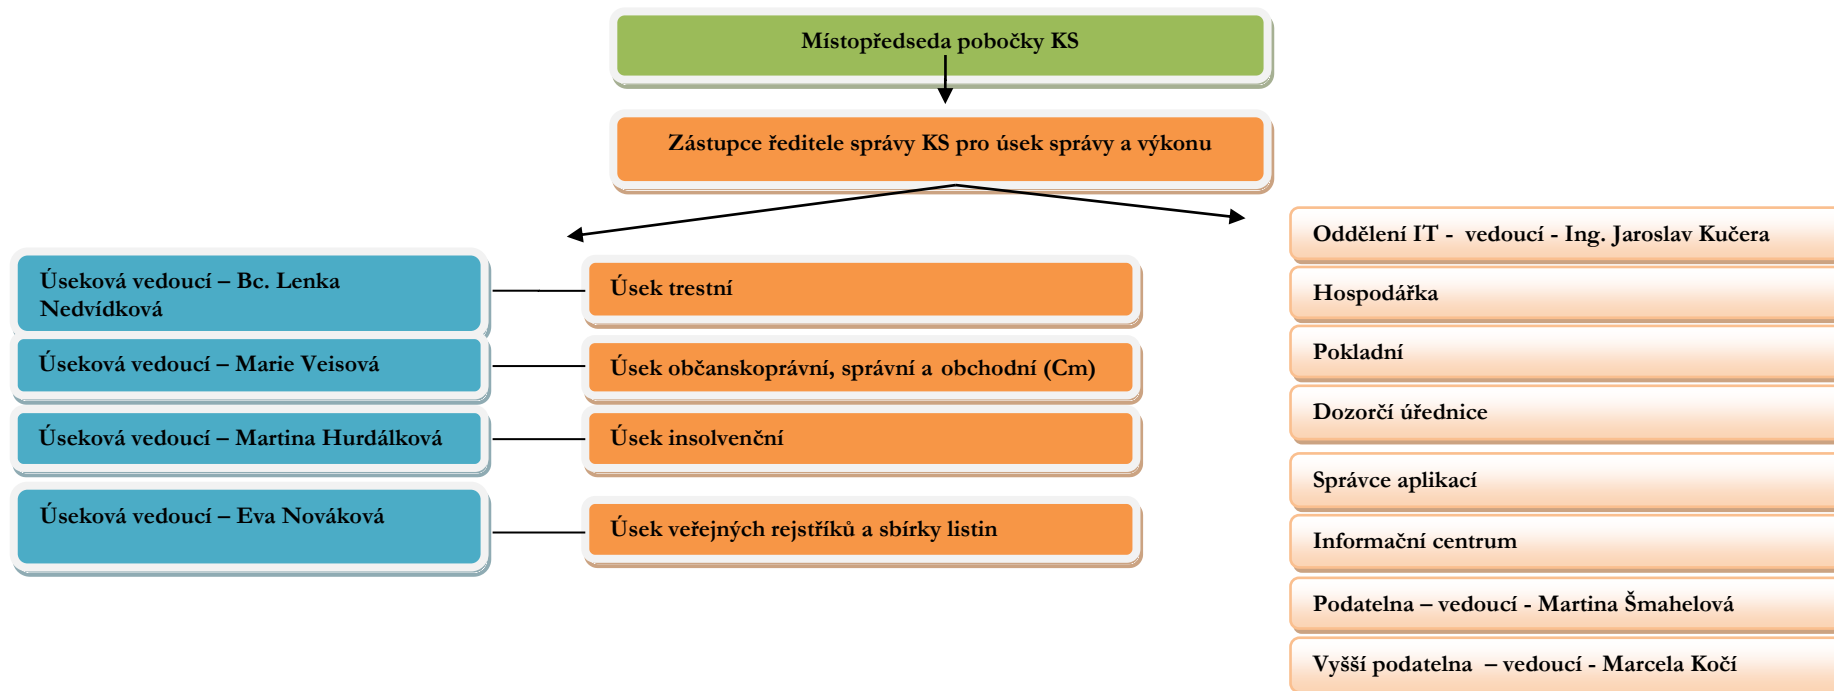 Místopředseda pobočky KS
Zástupce ředitele správy KS pro úsek správy a výkonu
Úseková vedoucí – Bc. Lenka
Nedvídková
Úsek trestní
Úseková vedoucí – Marie Veisová
Úsek občanskoprávní, správní a obchodní (Cm)
Úseková vedoucí – Martina Hurdálková
Úsek insolvenční
Úseková vedoucí – Eva Nováková
Úsek veřejných rejstříků a sbírky listin
Oddělení IT - vedoucí - Ing. Jaroslav Kučera
Hospodářka
Pokladní
Dozorčí úřednice
Správce aplikací
Informační centrum
Podatelna – vedoucí - Martina Šmahelová
Vyšší podatelna – vedoucí - Marcela Kočí